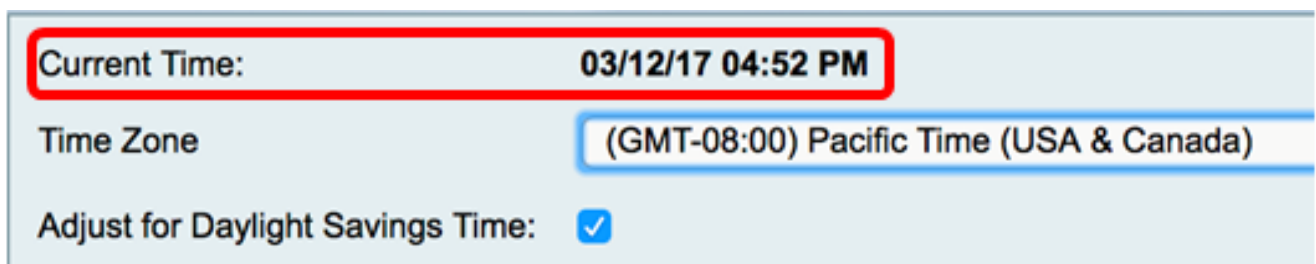 Current Time: 03/12/17 04:52 PM
Time Zone (GMT-08:00) Pacific Time (USA & Canada)
Adjust for Daylight Savings Time: